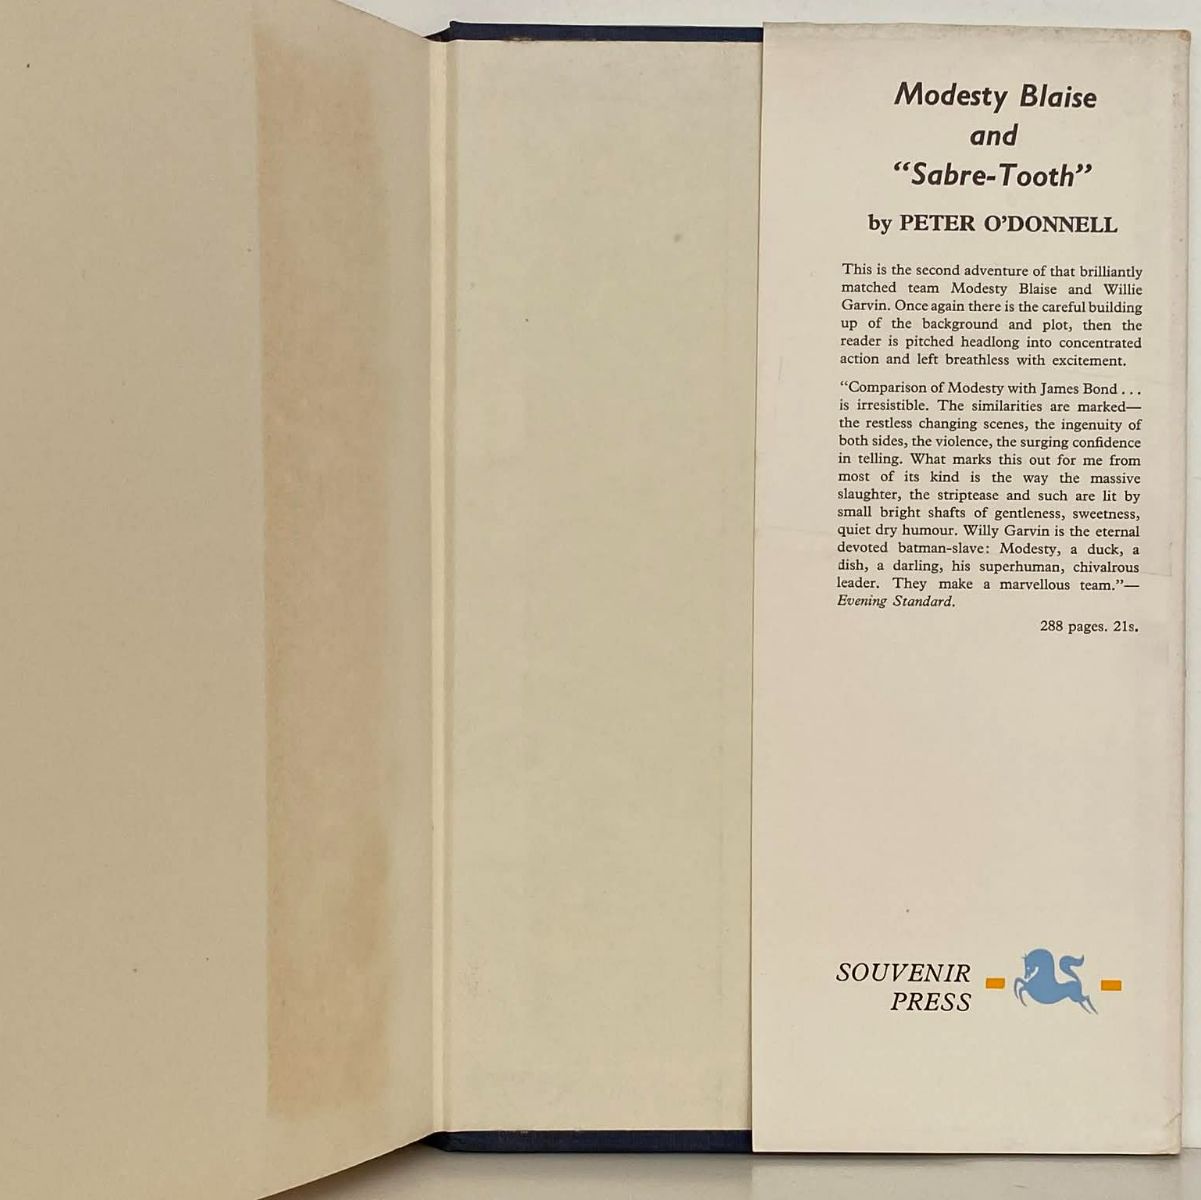 Modesty Blaise
and
“Sabre-Tooth”
by PETER O’DONNELL
This is the second adventure of that brilliantly
matched team Modesty Blaise and Willie
Garvin. Once again there is the careful building
up of the background and plot, then the
reader is pitched headlong into concentrated
action and left breathless with excitement.
“Comparison of Modesty with James Bond . . .
is irresistible. The similarities are marked—
the restless changing scenes, the ingenuity of
both sides, the violence, the surging confidence
in telling. What marks this out for me from
most of its kind is the way the massive
slaughter, the striptease and such are lit by
small bright shafts of gentleness, sweetness,
quiet dry humour. Willy Garvin is the eternal
devoted batman-slave: Modesty, a duck, a
dish, a darling, his superhuman, chivalrous
leader. They make a marvellous team.”—
Evening Standard.
288 pages. 21s.
SOUVENIR
PRESS